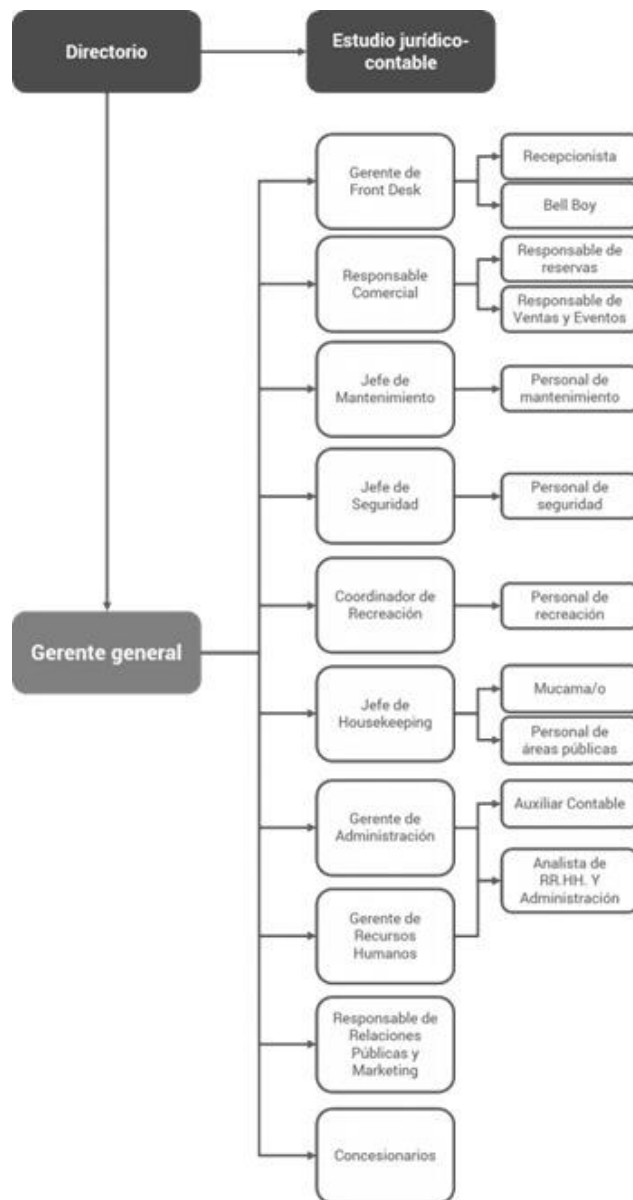 Directorio
Estudio jurídico-
contable
Gerente de
Front Desk
Recepcionista
Bell Boy
Responsable
Comercial
Responsable de
reservas
Responsable de
Ventas y Eventos
Jefe de
Mantenimiento
Personal de
mantenimiento
Jefe de
Seguridad
Personal de
seguridad
Coordinador de
Recreación
Personal de
recreación
Gerente general
Jefe de
Housekeeping
Mucama/o
Personal de
áreas públicas
Gerente de
Administración
Auxiliar Contable
Analista de
RR.HH. Y
Administración
Gerente de
Recursos
Humanos
Responsable de
Relaciones
Públicas y
Marketing
Concesionarios